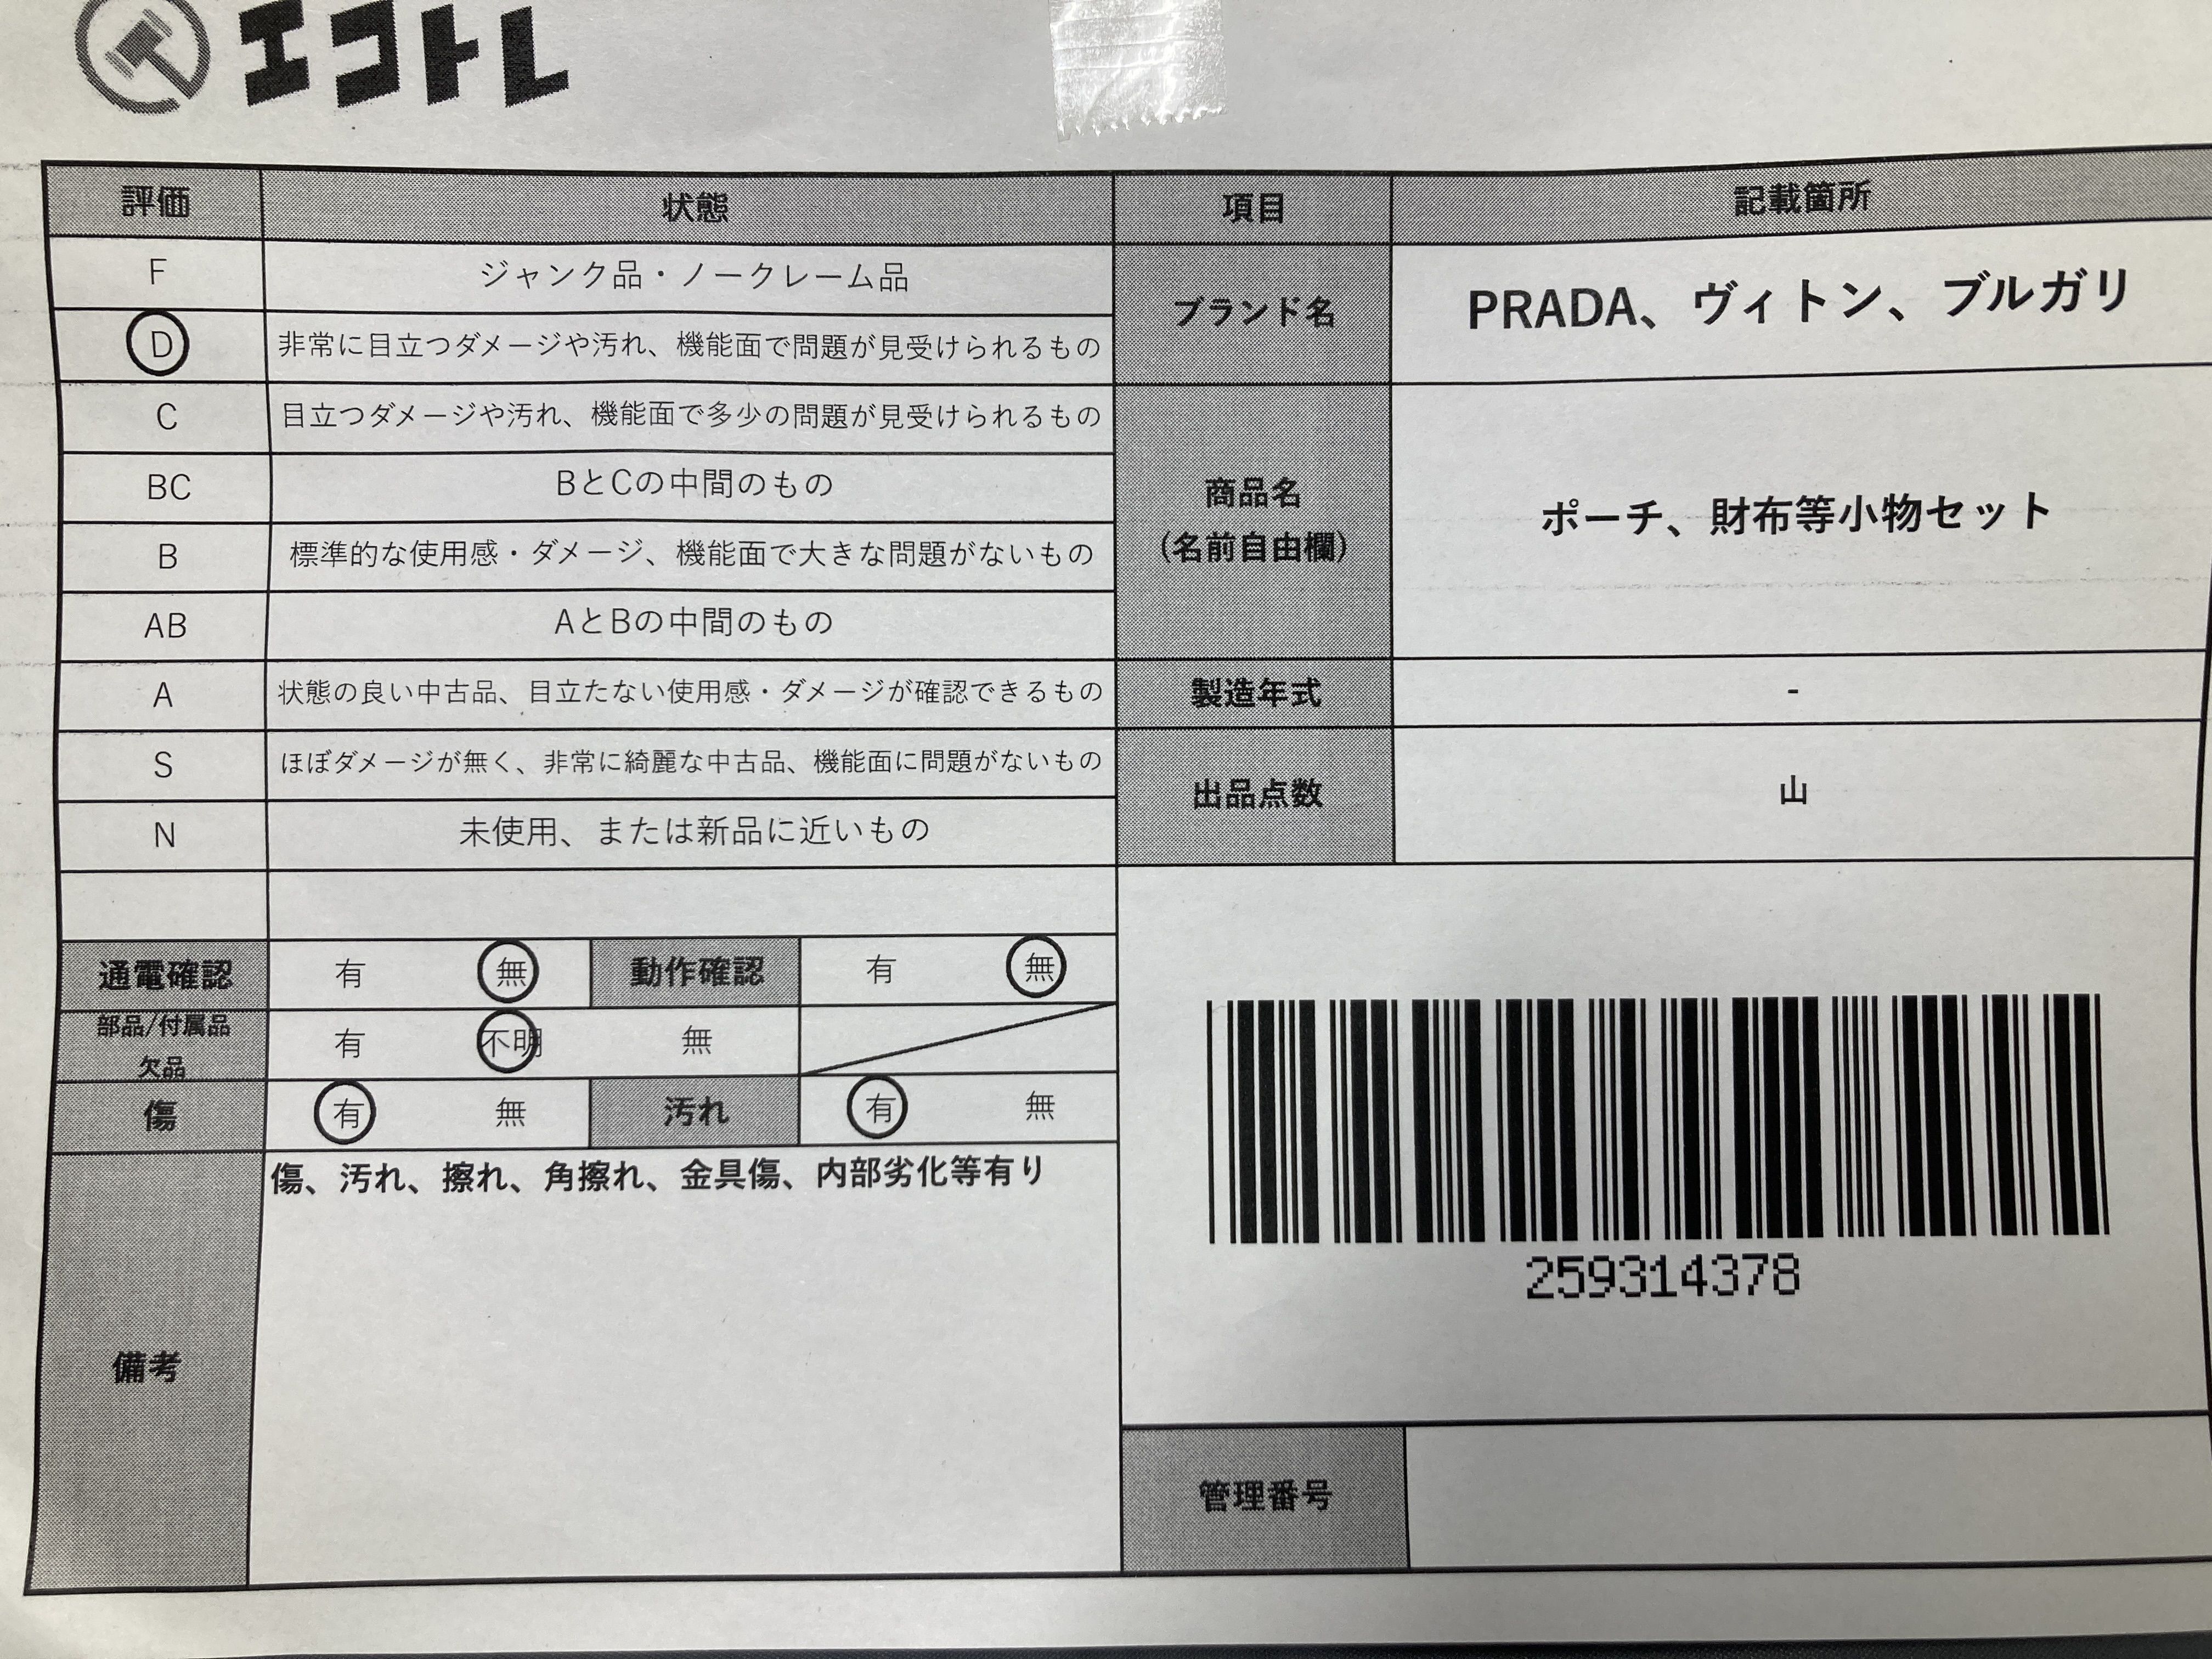 エコトレ
評価 状態 項目 記載箇所
F ジャンク品・ノークレーム品
D 非常に目立つダメージや汚れ、機能面で問題が見受けられるもの
ブランド名 PRADA、ヴィトン、ブルガリ
C 目立つダメージや汚れ、機能面で多少の問題が見受けられるもの
BC BとCの中間のもの
商品名
(名前自由欄)
ポーチ、財布等小物セット
B 標準的な使用感・ダメージ、機能面で大きな問題がないもの
AB AとBの中間のもの
A 状態の良い中古品、目立たない使用感・ダメージが確認できるもの
製造年式 -
S ほぼダメージが無く、非常に綺麗な中古品、機能面に問題がないもの
出品点数 山
N 未使用、または新品に近いもの
通電確認 有 無 動作確認 有 無
部品/付属品
欠品
有 不明 無
傷 有 無 汚れ 有 無
備考
傷、汚れ、擦れ、角擦れ、金具傷、内部劣化等有り
259314378
管理番号